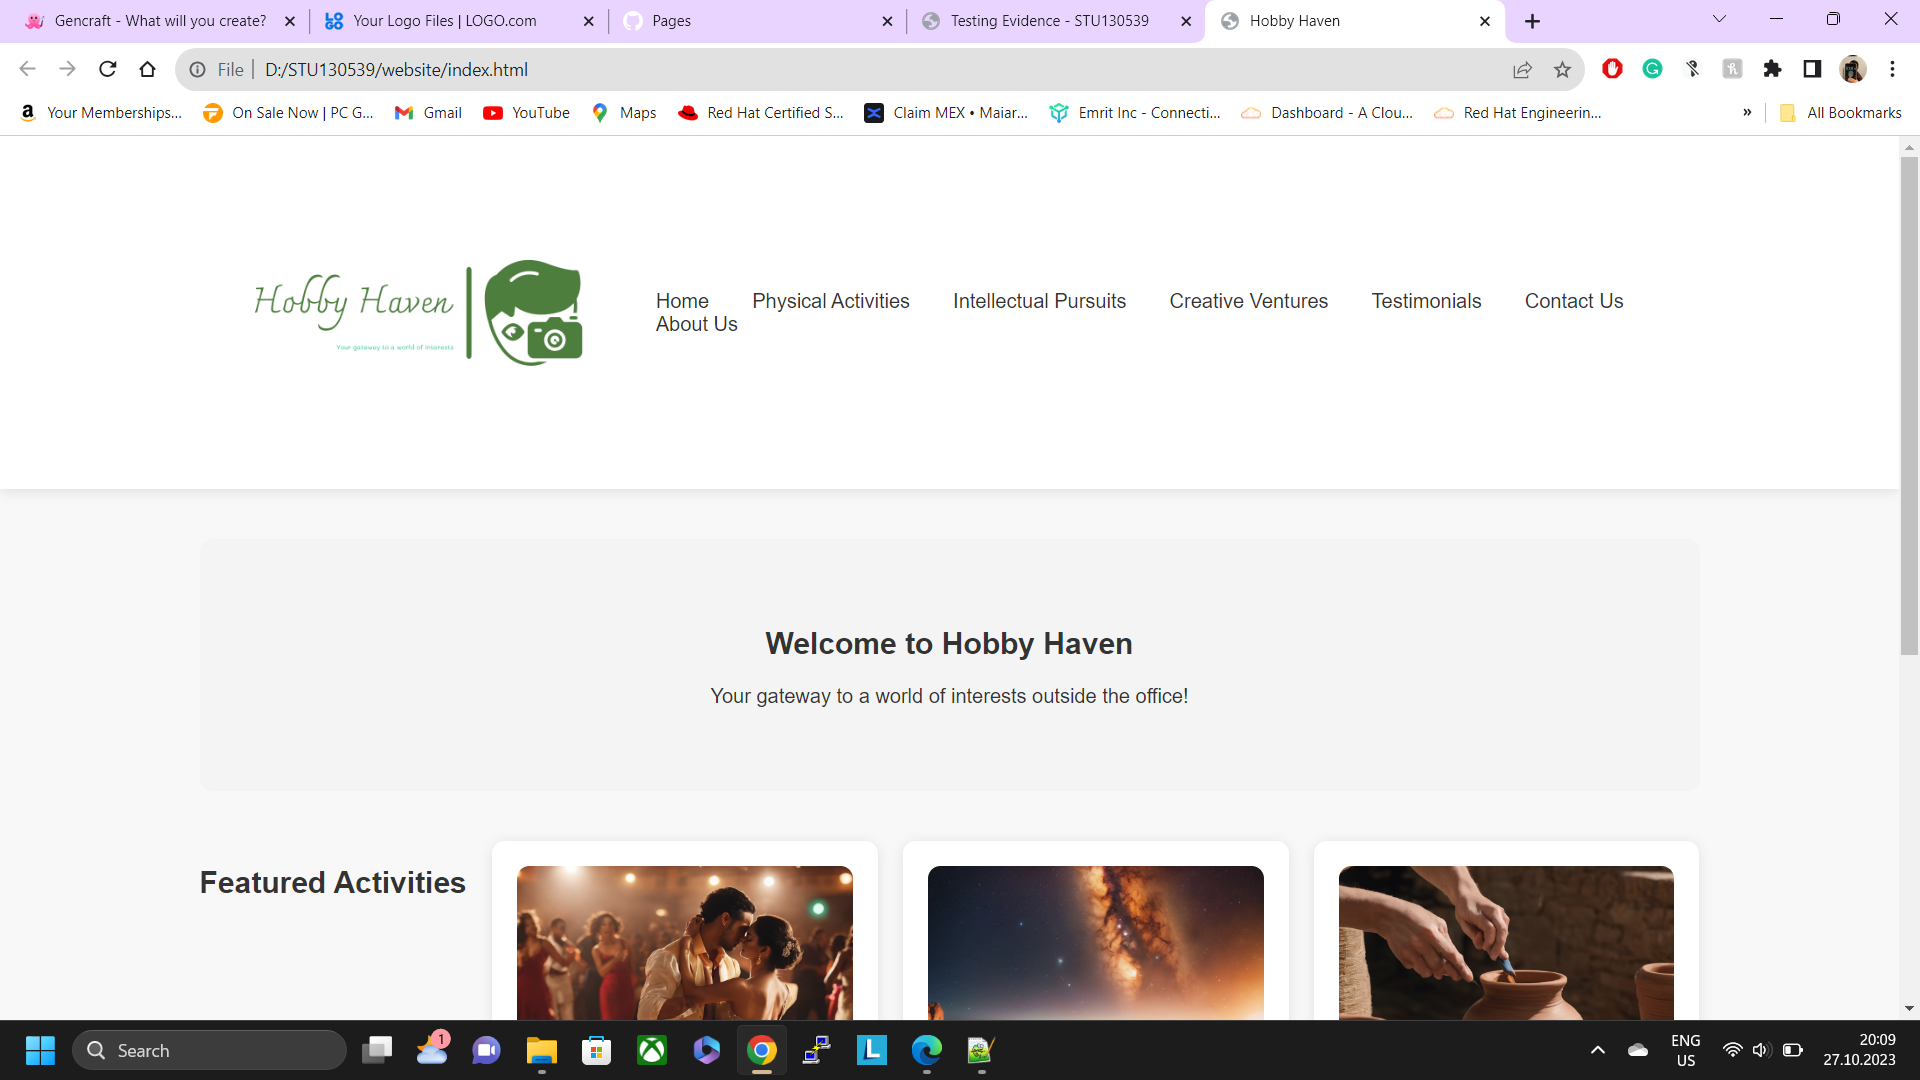 Gencraft - What will you create?
Your Logo Files | LOGO.com
Pages
Testing Evidence - STU130539
Hobby Haven
File
D:/STU130539/website/index.html
Your Memberships...
On Sale Now | PC G...
Gmail
YouTube
Maps
Red Hat Certified S...
Claim MEX • Maiar...
Emrit Inc - Connecti...
Dashboard - A Clou...
Red Hat Engineerin...
»
All Bookmarks
Hobby Haven
Your gateway to a world of interests
Home
Physical Activities
Intellectual Pursuits
Creative Ventures
Testimonials
Contact Us
About Us
Welcome to Hobby Haven
Your gateway to a world of interests outside the office!
Featured Activities
Search
1
ENG
US
20:09
27.10.2023